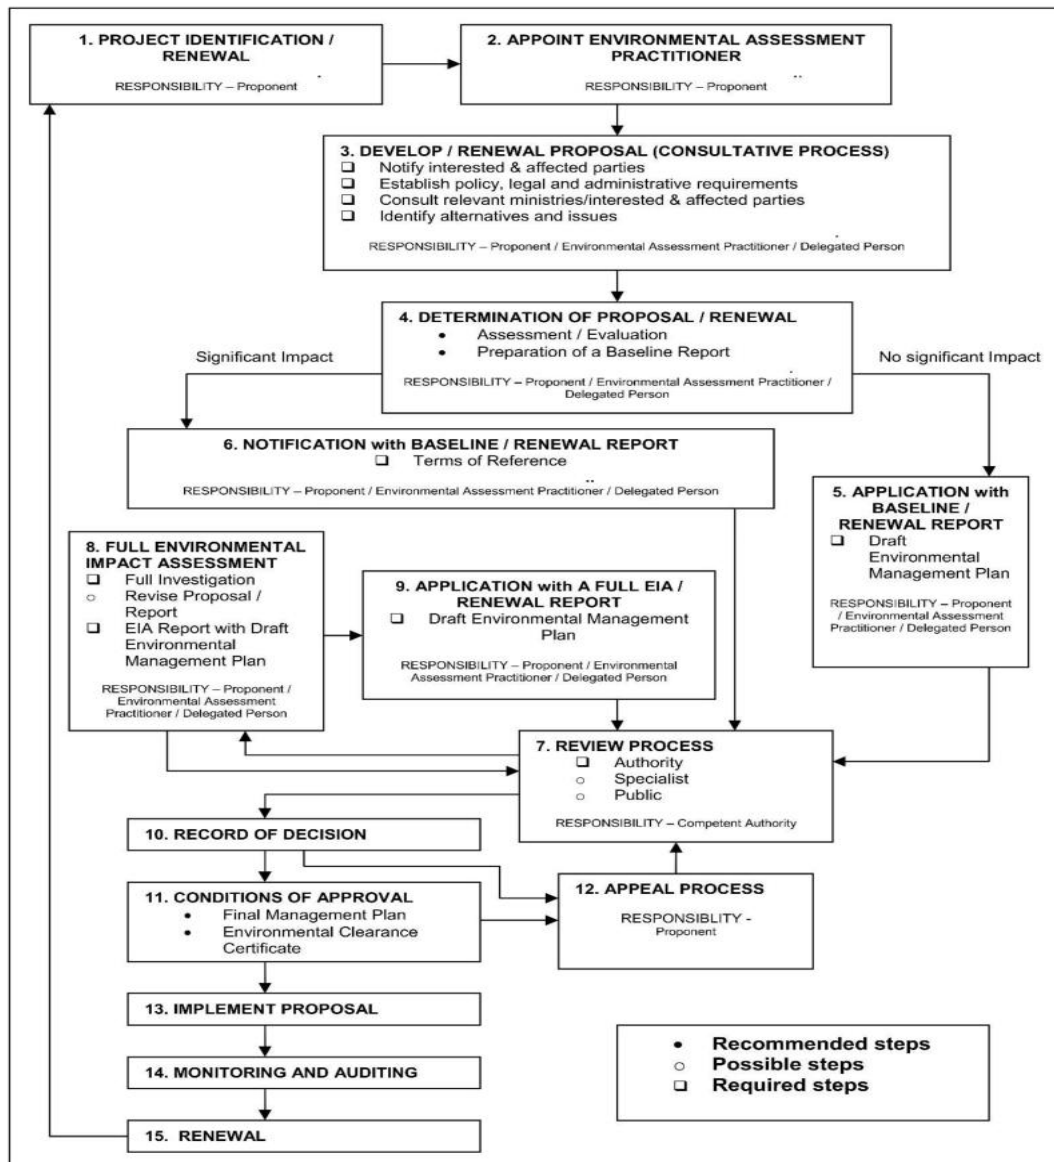 1. PROJECT IDENTIFICATION /
RENEWAL
RESPONSIBILITY – Proponent
2. APPOINT ENVIRONMENTAL ASSESSMENT
PRACTITIONER
RESPONSIBILITY – Proponent
3. DEVELOP / RENEWAL PROPOSAL (CONSULTATIVE PROCESS)
❑ Notify interested & affected parties
❑ Establish policy, legal and administrative requirements
❑ Consult relevant ministries/interested & affected parties
❑ Identify alternatives and issues
RESPONSIBILITY – Proponent / Environmental Assessment Practitioner / Delegated Person
4. DETERMINATION OF PROPOSAL / RENEWAL
• Assessment / Evaluation
• Preparation of a Baseline Report
RESPONSIBILITY – Proponent / Environmental Assessment Practitioner /
Delegated Person
Significant Impact
No significant Impact
6. NOTIFICATION with BASELINE / RENEWAL REPORT
❑ Terms of Reference
RESPONSIBILITY – Proponent / Environmental Assessment Practitioner / Delegated Person
5. APPLICATION with
BASELINE /
RENEWAL REPORT
❑ Draft
Environmental
Management Plan
RESPONSIBILITY – Proponent
/ Environmental Assessment
Practitioner / Delegated Person
8. FULL ENVIRONMENTAL
IMPACT ASSESSMENT
❑ Full Investigation
○ Revise Proposal /
Report
❑ EIA Report with Draft
Environmental
Management Plan
RESPONSIBILITY – Proponent /
Environmental Assessment
Practitioner / Delegated Person
9. APPLICATION with A FULL EIA /
RENEWAL REPORT
❑ Draft Environmental Management
Plan
RESPONSIBILITY – Proponent / Environmental
Assessment Practitioner / Delegated Person
7. REVIEW PROCESS
❑ Authority
○ Specialist
○ Public
RESPONSIBILITY – Competent Authority
10. RECORD OF DECISION
11. CONDITIONS OF APPROVAL
• Final Management Plan
• Environmental Clearance
Certificate
12. APPEAL PROCESS
RESPONSIBLITY -
Proponent
13. IMPLEMENT PROPOSAL
14. MONITORING AND AUDITING
15. RENEWAL
• Recommended steps
○ Possible steps
❑ Required steps